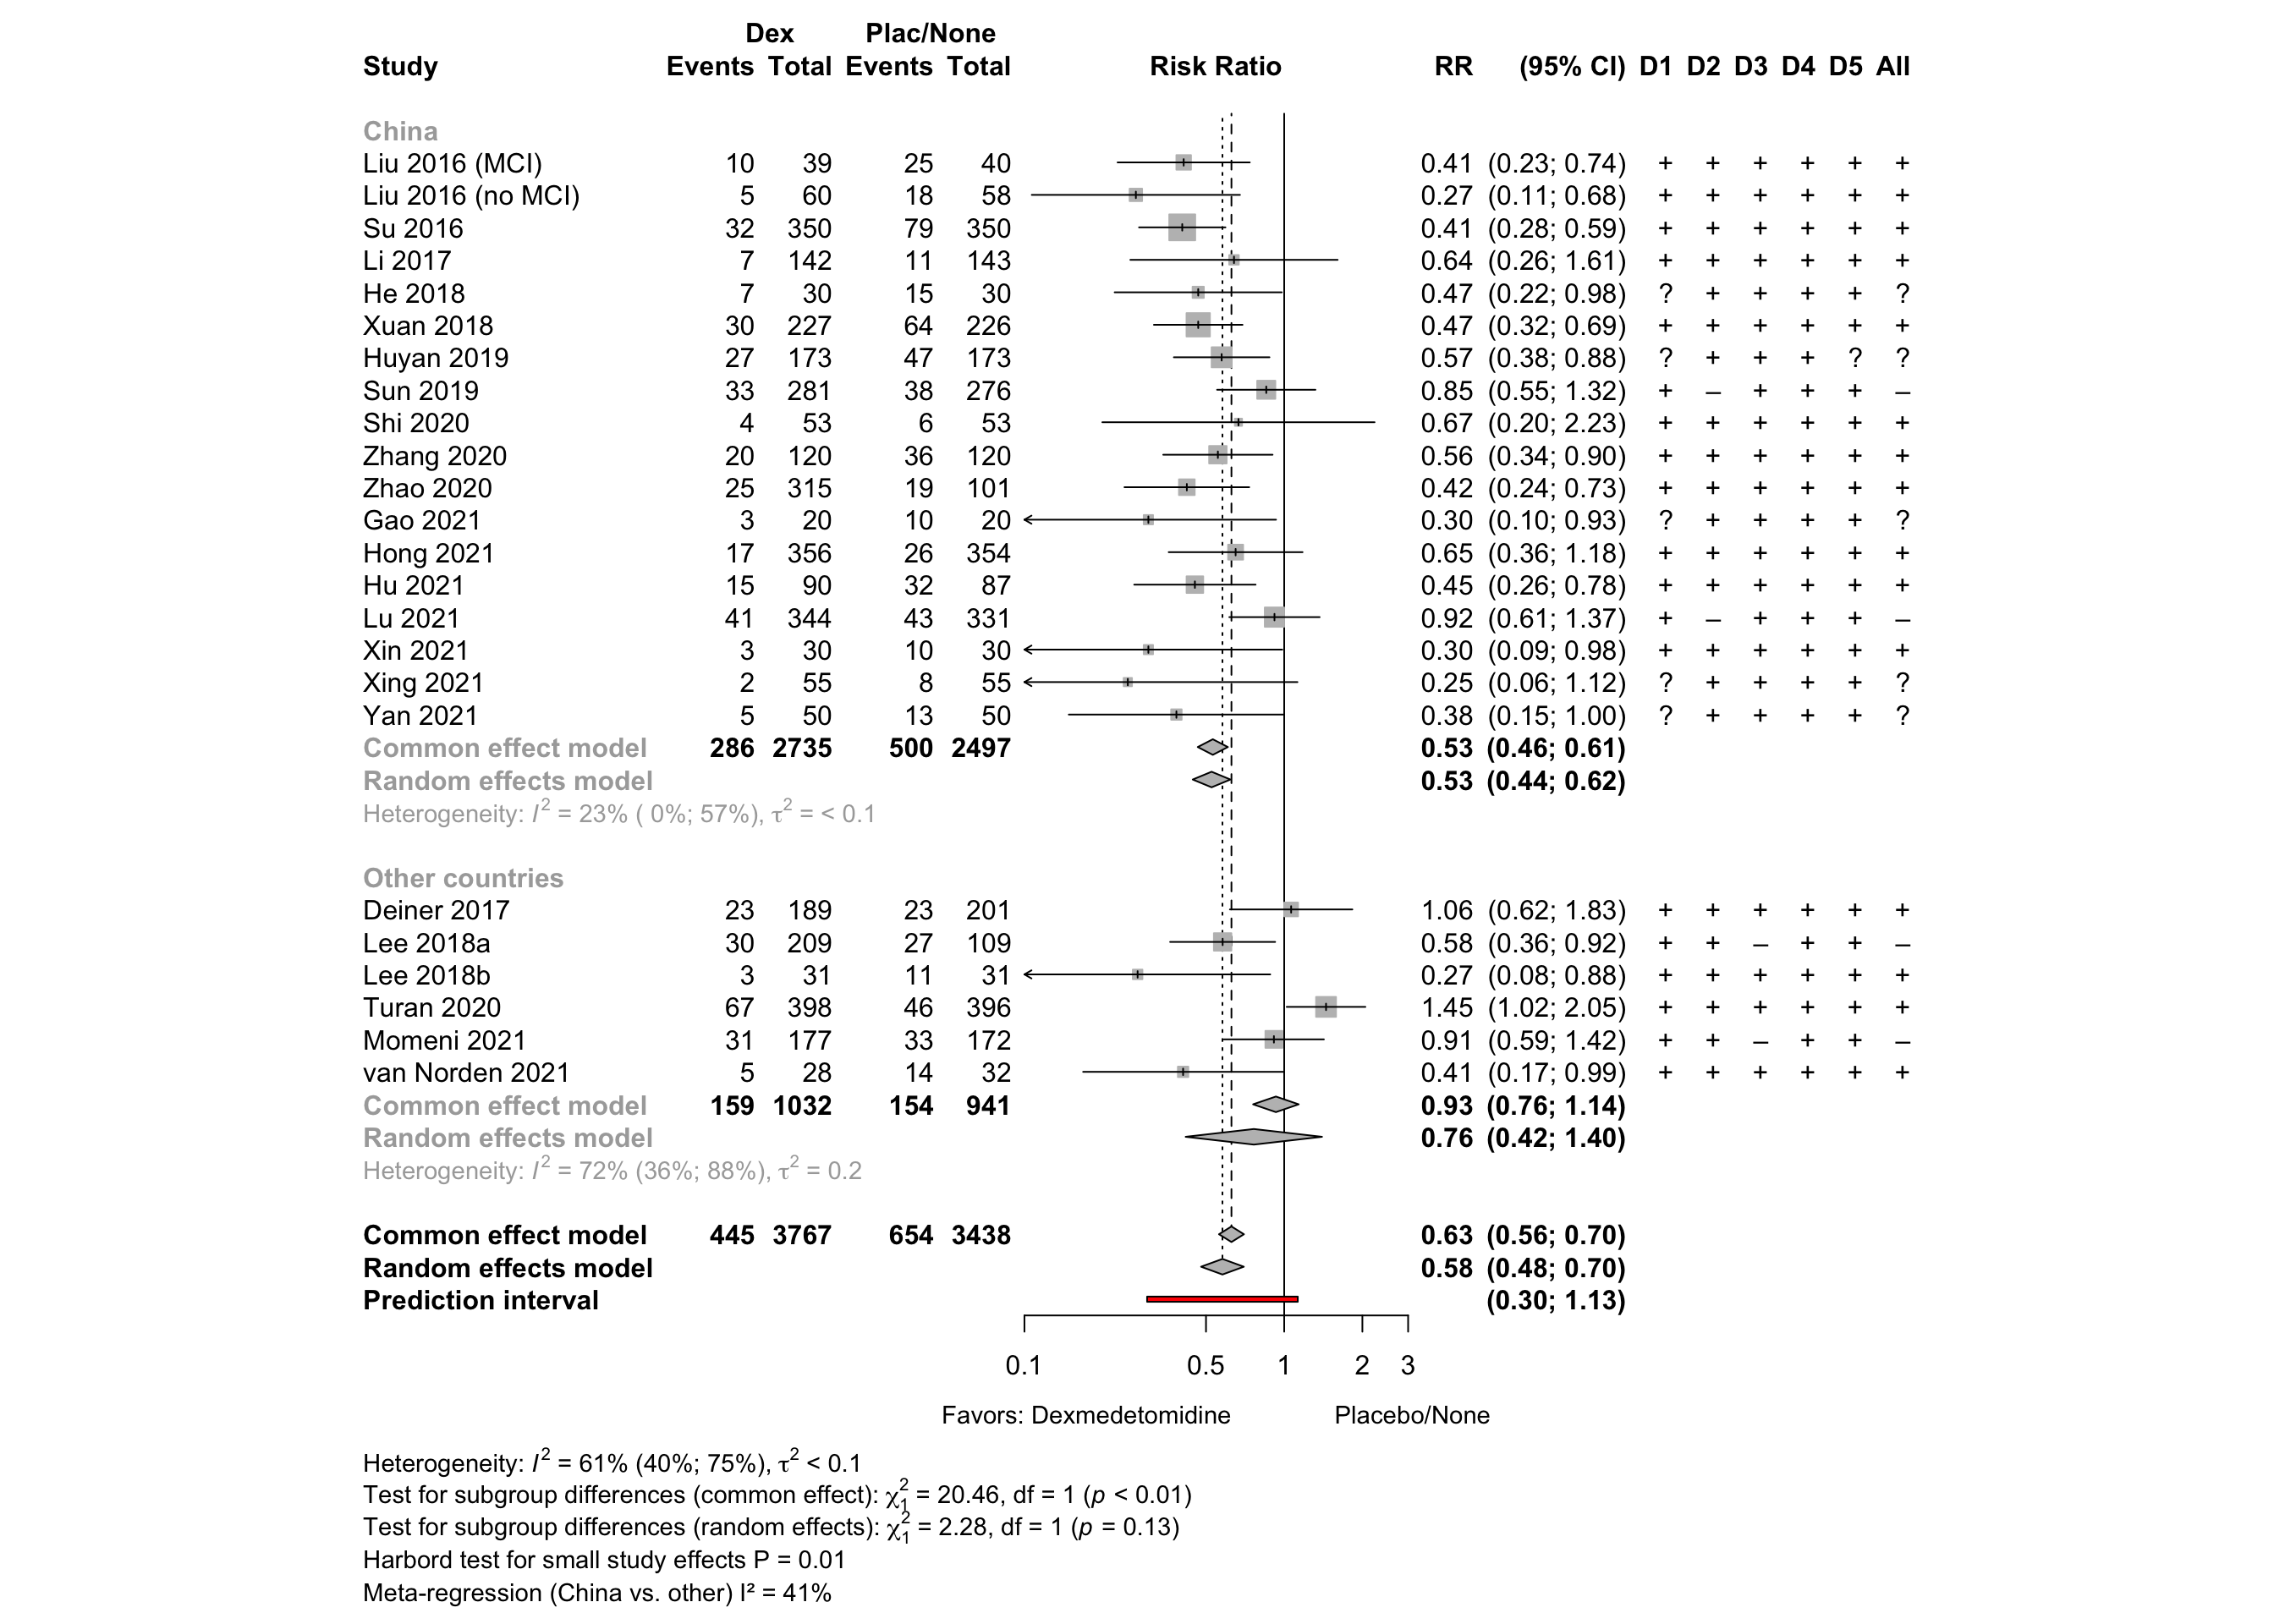 Dex Plac/None
Study Events Total Events Total Risk Ratio RR (95% CI) D1 D2 D3 D4 D5 All
China
Liu 2016 (MCI) 10 39 25 40 0.41 (0.23; 0.74) + + + + + +
Liu 2016 (no MCI) 5 60 18 58 0.27 (0.11; 0.68) + + + + + +
Su 2016 32 350 79 350 0.41 (0.28; 0.59) + + + + + +
Li 2017 7 142 11 143 0.64 (0.26; 1.61) + + + + + +
He 2018 7 30 15 30 0.47 (0.22; 0.98) ? + + + + ?
Xuan 2018 30 227 64 226 0.47 (0.32; 0.69) + + + + + +
Huyan 2019 27 173 47 173 0.57 (0.38; 0.88) ? + + + ? ?
Sun 2019 33 281 38 276 0.85 (0.55; 1.32) + – + + + –
Shi 2020 4 53 6 53 0.67 (0.20; 2.23) + + + + + +
Zhang 2020 20 120 36 120 0.56 (0.34; 0.90) + + + + + +
Zhao 2020 25 315 19 101 0.42 (0.24; 0.73) + + + + + +
Gao 2021 3 20 10 20 0.30 (0.10; 0.93) ? + + + + ?
Hong 2021 17 356 26 354 0.65 (0.36; 1.18) + + + + + +
Hu 2021 15 90 32 87 0.45 (0.26; 0.78) + + + + + +
Lu 2021 41 344 43 331 0.92 (0.61; 1.37) + – + + + –
Xin 2021 3 30 10 30 0.30 (0.09; 0.98) + + + + + +
Xing 2021 2 55 8 55 0.25 (0.06; 1.12) ? + + + + ?
Yan 2021 5 50 13 50 0.38 (0.15; 1.00) ? + + + + ?
Common effect model 286 2735 500 2497 0.53 (0.46; 0.61)
Random effects model 0.53 (0.44; 0.62)
Heterogeneity: I² = 23% ( 0%; 57%), τ² = < 0.1
Other countries
Deiner 2017 23 189 23 201 1.06 (0.62; 1.83) + + + + + +
Lee 2018a 30 209 27 109 0.58 (0.36; 0.92) + + – + + –
Lee 2018b 3 31 11 31 0.27 (0.08; 0.88) + + + + + +
Turan 2020 67 398 46 396 1.45 (1.02; 2.05) + + + + + +
Momeni 2021 31 177 33 172 0.91 (0.59; 1.42) + + – + + –
van Norden 2021 5 28 14 32 0.41 (0.17; 0.99) + + + + + +
Common effect model 159 1032 154 941 0.93 (0.76; 1.14)
Random effects model 0.76 (0.42; 1.40)
Heterogeneity: I² = 72% (36%; 88%), τ² = 0.2
Common effect model 445 3767 654 3438 0.63 (0.56; 0.70)
Random effects model 0.58 (0.48; 0.70)
Prediction interval (0.30; 1.13)
0.1 0.5 1 2 3
Favors: Dexmedetomidine Placebo/None
Heterogeneity: I² = 61% (40%; 75%), τ² < 0.1
Test for subgroup differences (common effect): χ²₁ = 20.46, df = 1 (p < 0.01)
Test for subgroup differences (random effects): χ²₁ = 2.28, df = 1 (p = 0.13)
Harbord test for small study effects P = 0.01
Meta-regression (China vs. other) I² = 41%